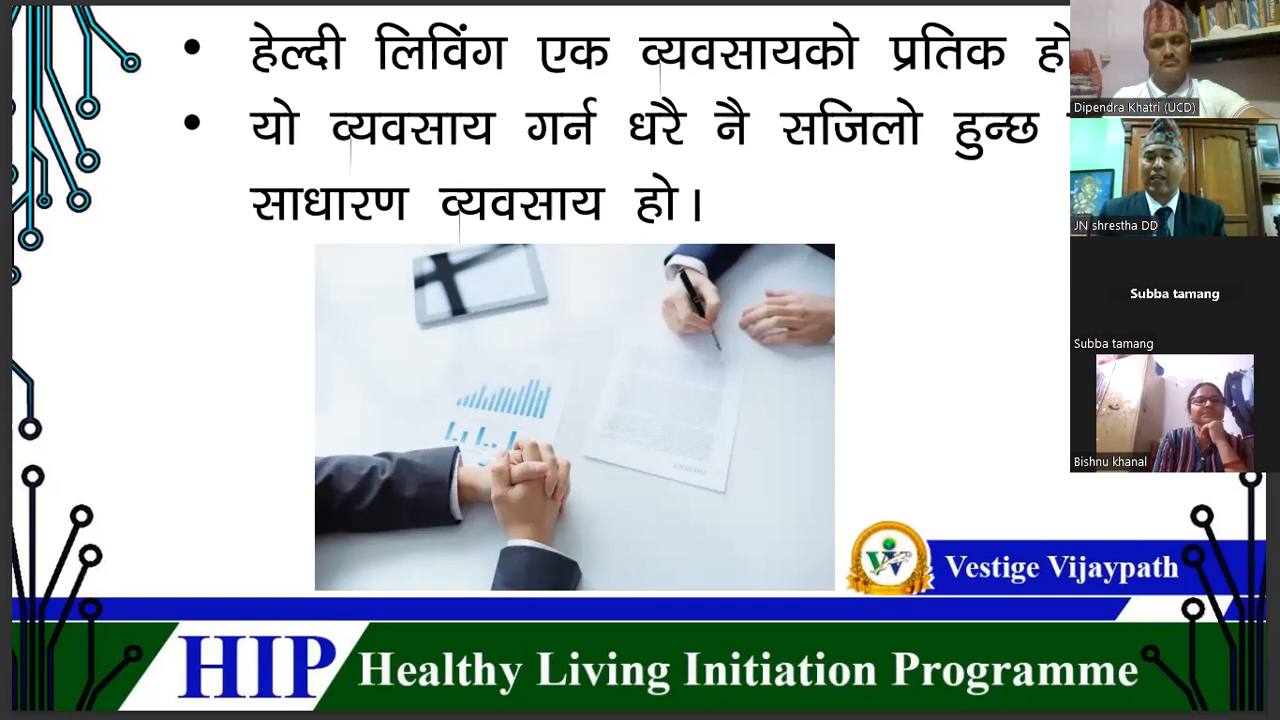 • हेल्दी लिविंग एक व्यवसायको प्रतिक
• यो व्यवसाय गर्न धरै नै सजिलो हुन्छ
साधारण व्यवसाय हो।
Dipendra Khatri (UCD)
JN shrestha DD
Subba tamang
Subba tamang
Bishnu khanal
Vestige Vijaypath
HIP Healthy Living Initiation Programme